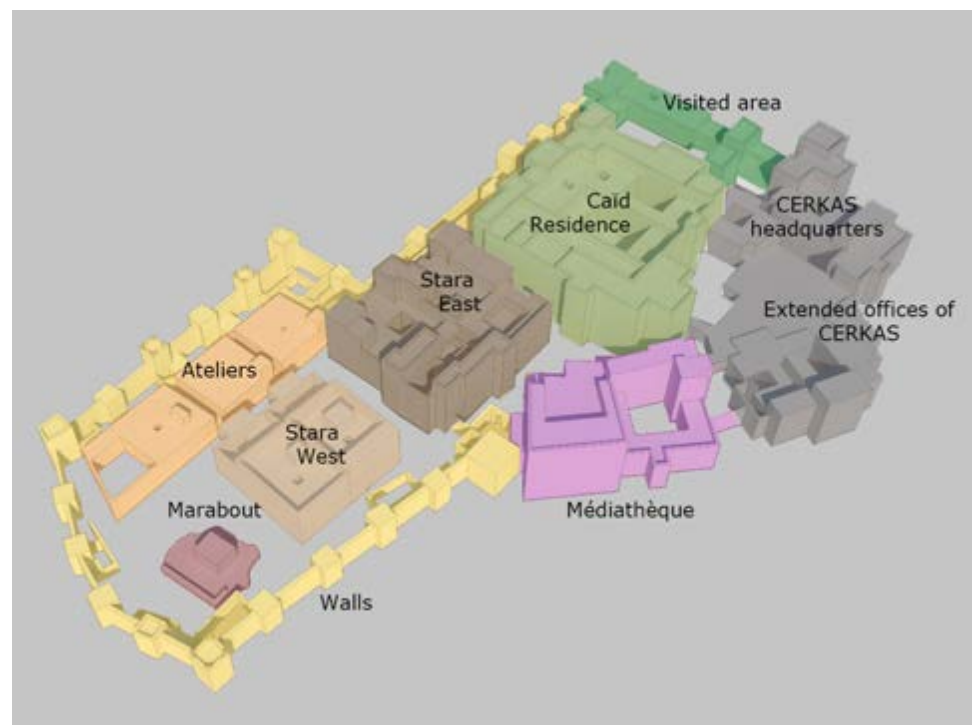 Visited area
Caïd
Residence
CERKAS
headquarters
Stara
East
Extended offices of
CERKAS
Ateliers
Stara
West
Marabout
Médiathèque
Walls